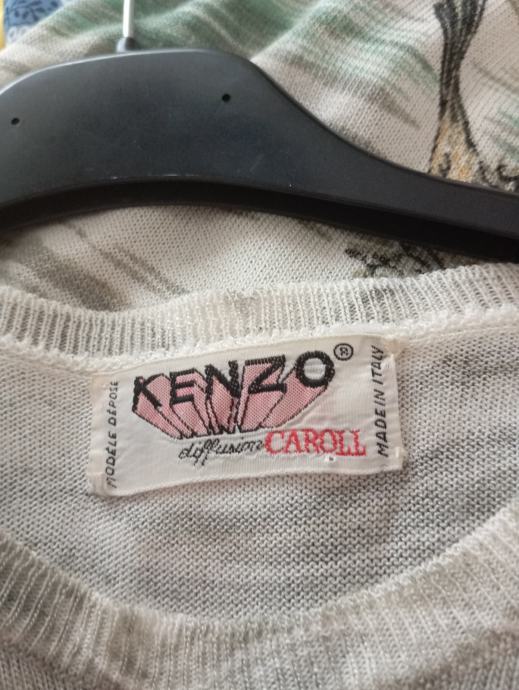 MODÈLE DÉPOSÉ
KENZO®
diffusion CAROLL
MADE IN ITALY